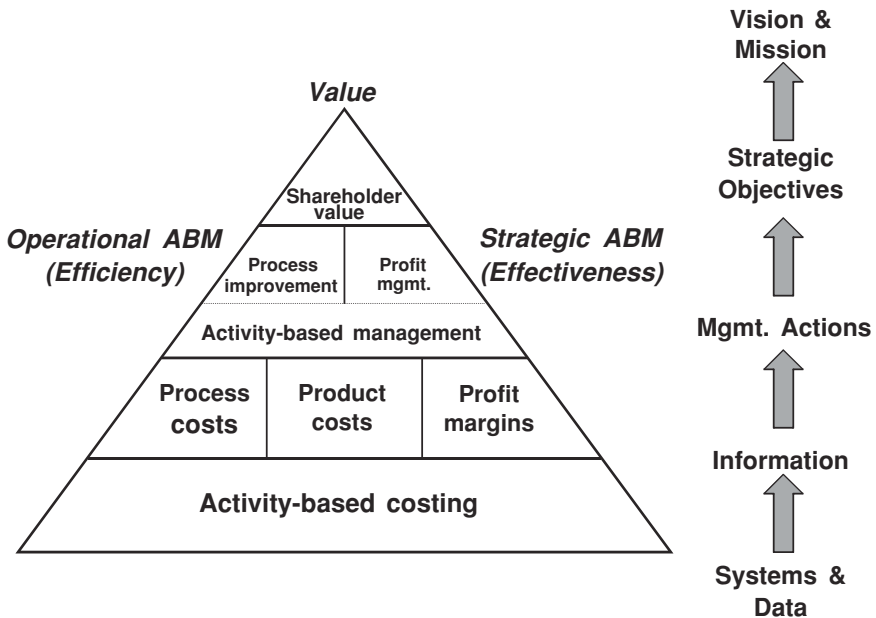 Value
Shareholder
value
Operational ABM
(Efficiency)
Strategic ABM
(Effectiveness)
Process
improvement
Profit
mgmt.
Activity-based management
Process
costs
Product
costs
Profit
margins
Activity-based costing
Vision &
Mission
Strategic
Objectives
Mgmt. Actions
Information
Systems &
Data